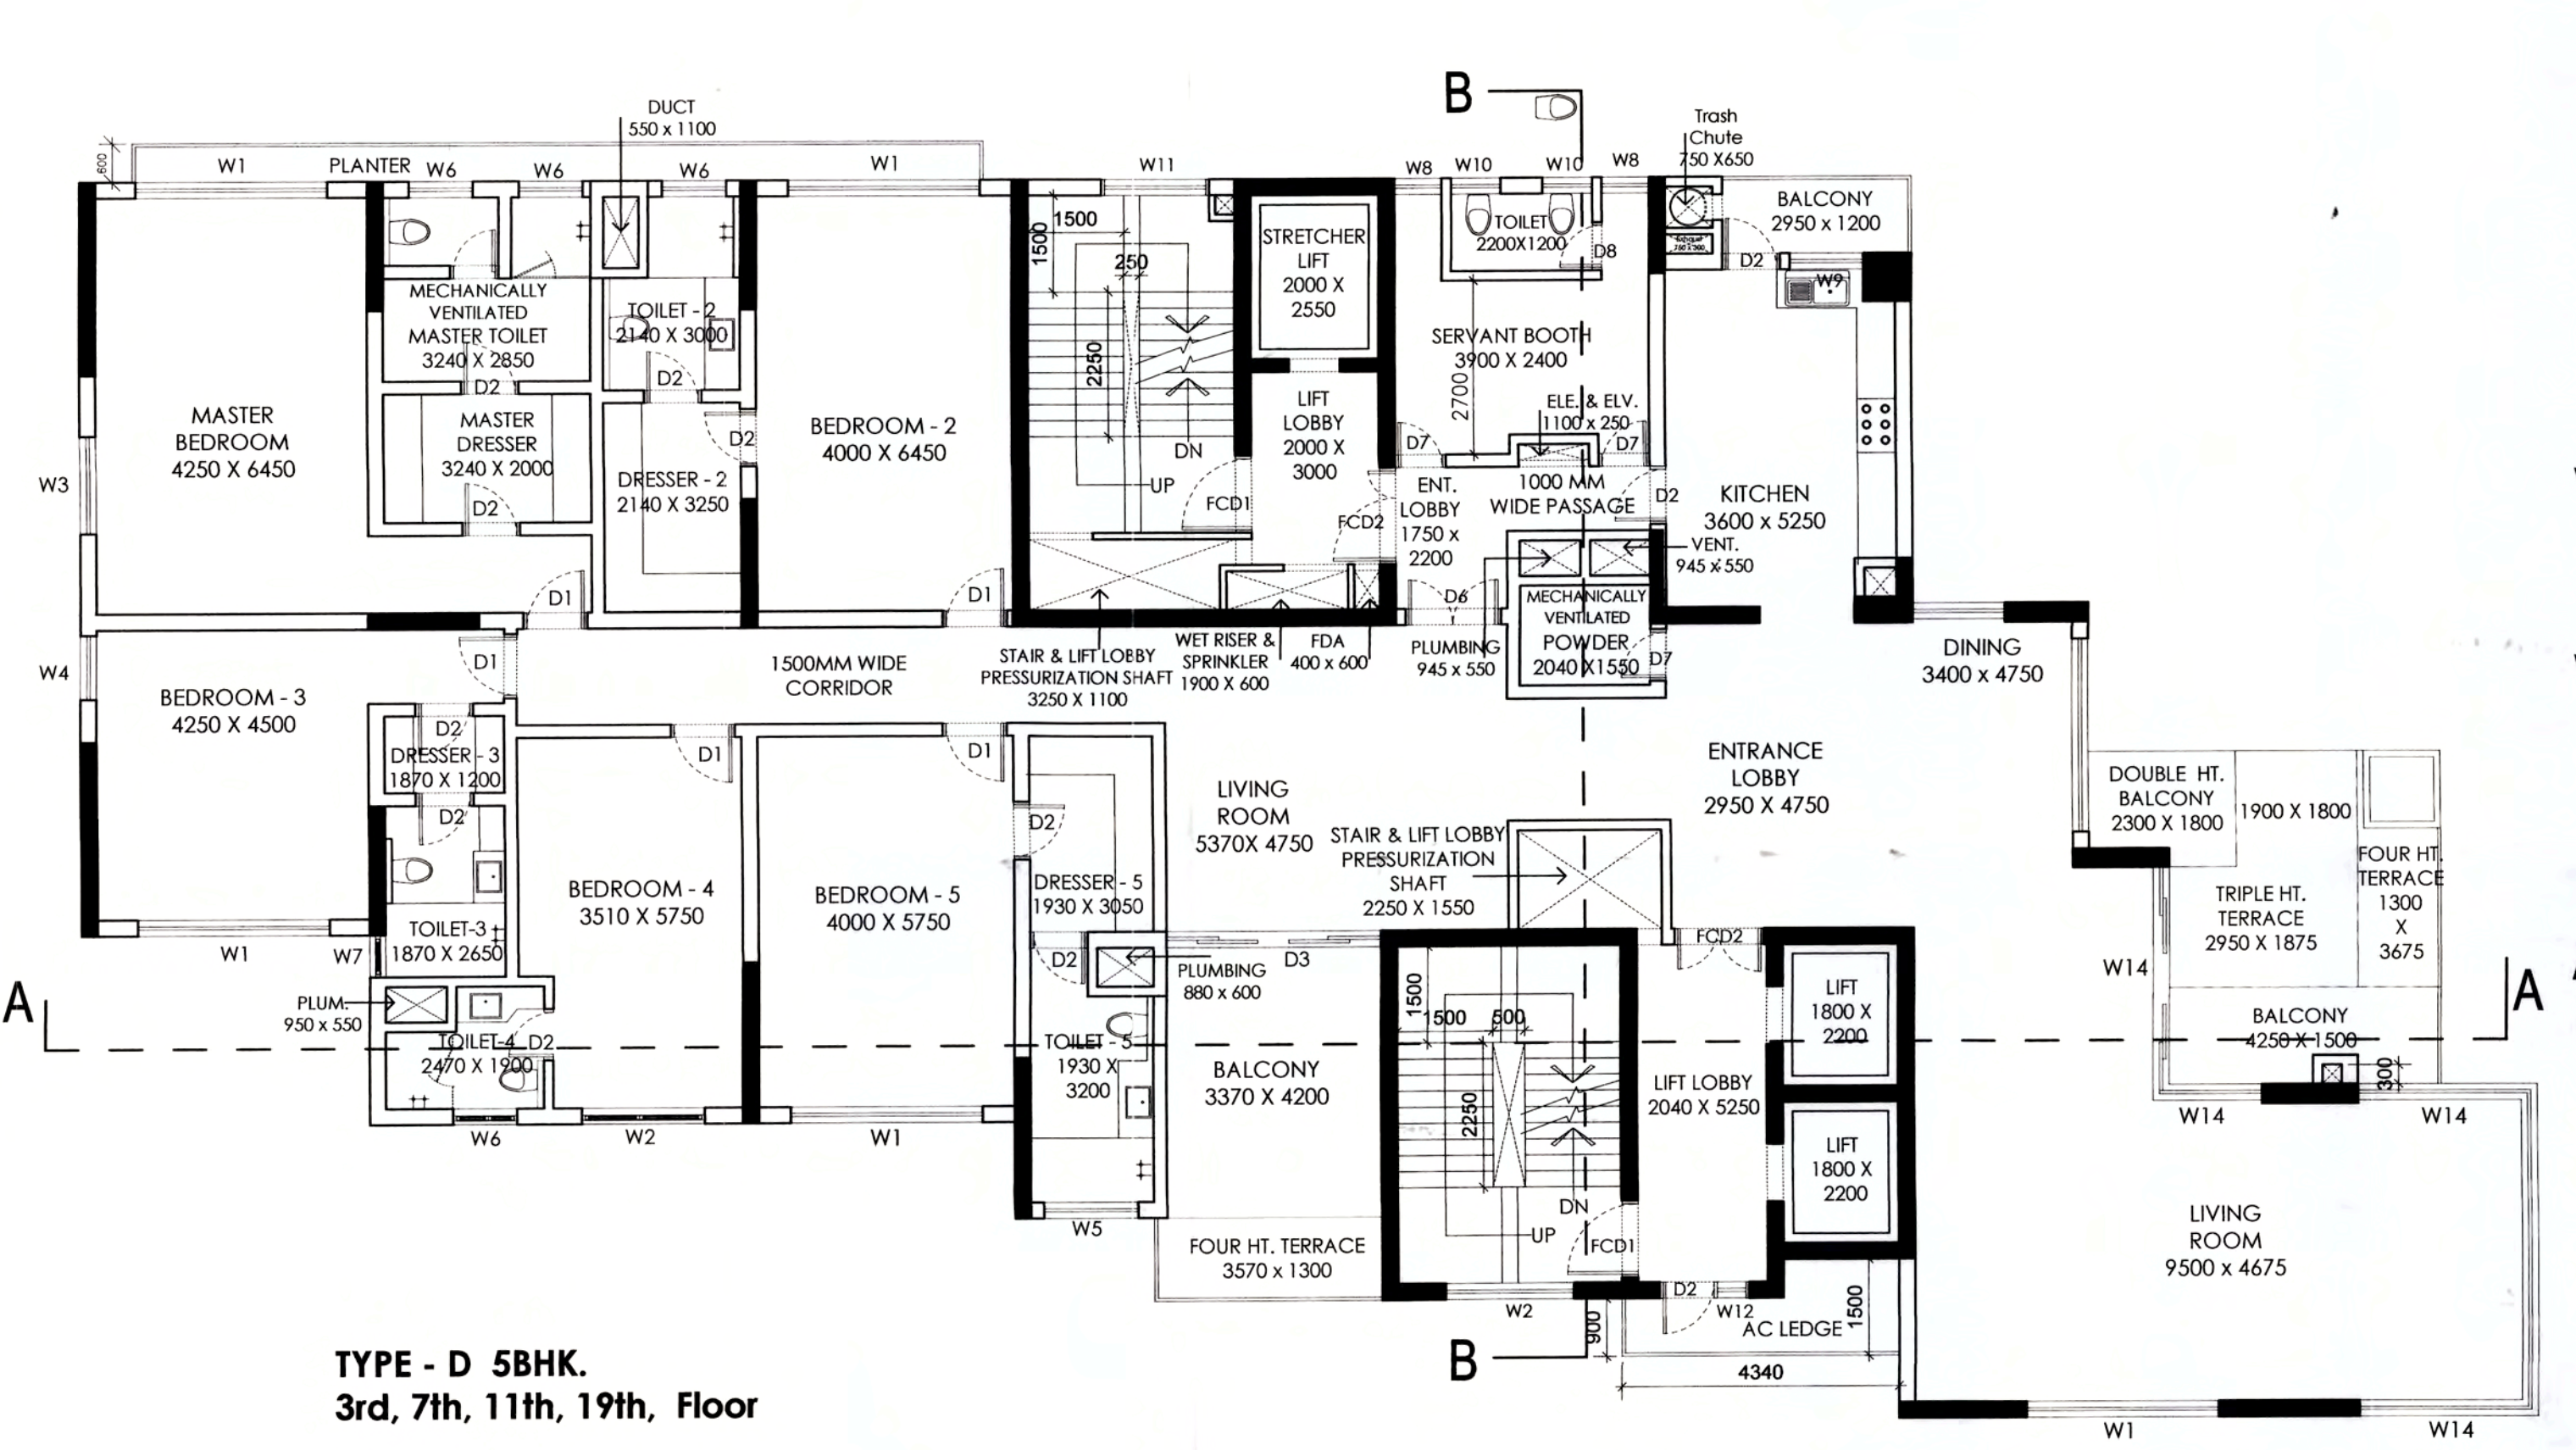 B
DUCT
550 x 1100
Trash
Chute
750 X650
600
W1
PLANTER
W6
W6
W6
W1
W11
W8
W10
W10
W8
BALCONY
2950 x 1200
1500
1500
250
2250
STRETCHER
LIFT
2000 X
2550
TOILET
2200X1200
D8
D2
W9
MECHANICALLY
VENTILATED
MASTER TOILET
3240 X 2850
D2
TOILET - 2
2140 X 3000
D2
SERVANT BOOTH
3900 X 2400
2700
ELE. & ELV.
1100 x 250
MASTER
BEDROOM
4250 X 6450
MASTER
DRESSER
3240 X 2000
D2
D2
DRESSER - 2
2140 X 3250
BEDROOM - 2
4000 X 6450
LIFT
LOBBY
2000 X
3000
DN
UP
FCD1
FCD2
D7
D7
ENT.
LOBBY
1750 x
2200
1000 MM
WIDE PASSAGE
D2
KITCHEN
3600 x 5250
VENT.
945 x 550
W3
D1
D1
D6
MECHANICALLY
VENTILATED
POWDER
2040 X1550
D7
W4
D1
BEDROOM - 3
4250 X 4500
1500MM WIDE
CORRIDOR
STAIR & LIFT LOBBY
PRESSURIZATION SHAFT
3250 X 1100
WET RISER &
SPRINKLER
1900 X 600
FDA
400 x 600
PLUMBING
945 x 550
DINING
3400 x 4750
D2
DRESSER - 3
1870 X 1200
D2
D1
D1
D2
LIVING
ROOM
5370X 4750
ENTRANCE
LOBBY
2950 X 4750
DOUBLE HT.
BALCONY
2300 X 1800
1900 X 1800
STAIR & LIFT LOBBY
PRESSURIZATION
SHAFT
2250 X 1550
FOUR HT.
TERRACE
1300
X
3675
TRIPLE HT.
TERRACE
2950 X 1875
BEDROOM - 4
3510 X 5750
BEDROOM - 5
4000 X 5750
DRESSER - 5
1930 X 3050
TOILET-3
1870 X 2650
W1
W7
D2
PLUMBING
880 x 600
D3
FCD2
W14
A
PLUM.
950 x 550
TOILET-4
2470 X 1900
D2
TOILET - 5
1930 X
3200
BALCONY
3370 X 4200
1500
1500
500
2250
LIFT
1800 X
2200
BALCONY
4250 X 1500
300
A
LIFT LOBBY
2040 X 5250
W6
W2
W1
W5
W14
W14
LIFT
1800 X
2200
DN
UP
FCD1
FOUR HT. TERRACE
3570 x 1300
LIVING
ROOM
9500 x 4675
W2
D2
W12
900
AC LEDGE
1500
B
4340
W1
W14
TYPE - D 5BHK.
3rd, 7th, 11th, 19th, Floor